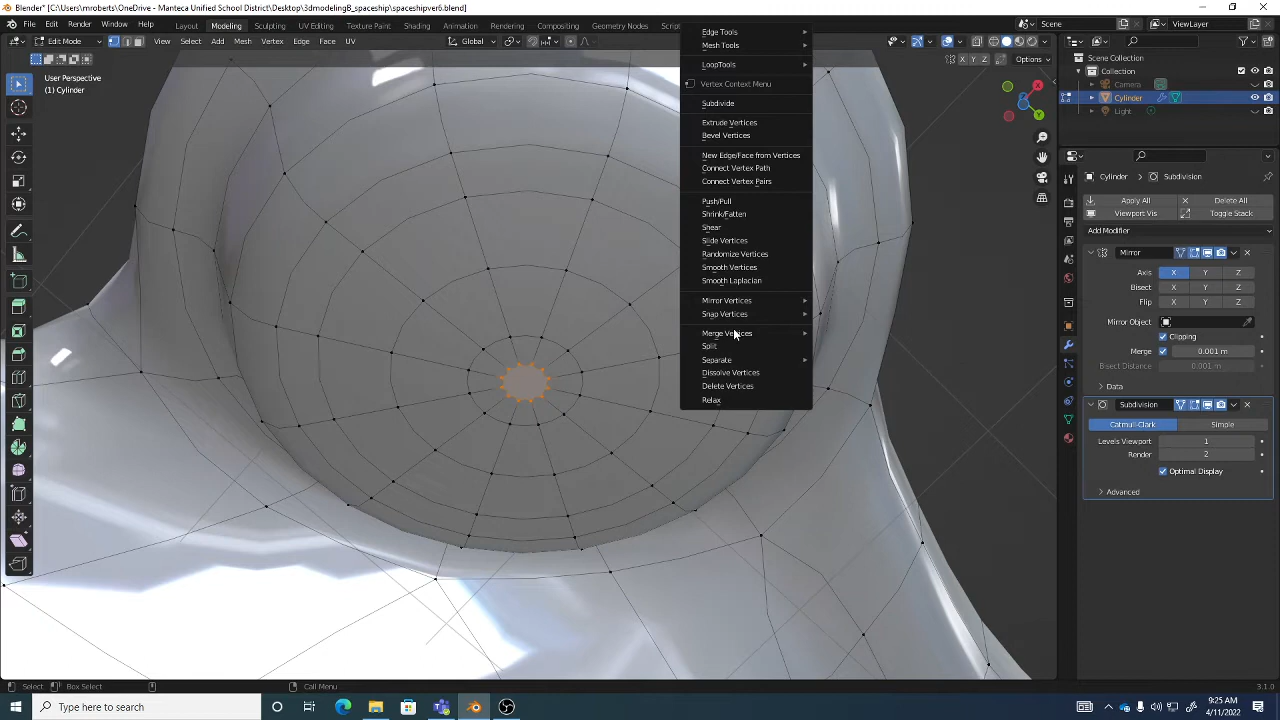 Blender* [C:\Users\mroberts\OneDrive - Manteca Unified School District\Desktop\3dmodelingB_spaceship\spaceshipver6.blend]
File Edit Render Window Help Layout Modeling Sculpting UV Editing Texture Paint Shading Animation Rendering Compositing Geometry Nodes Scri
Scene ViewLayer
Edit Mode View Select Add Mesh Vertex Edge Face UV Global
X Y Z Options
User Perspective
(1) Cylinder
Edge Tools
Mesh Tools
LoopTools
Vertex Context Menu
Subdivide
Extrude Vertices
Bevel Vertices
New Edge/Face from Vertices
Connect Vertex Path
Connect Vertex Pairs
Push/Pull
Shrink/Fatten
Shear
Slide Vertices
Randomize Vertices
Smooth Vertices
Smooth Laplacian
Mirror Vertices
Snap Vertices
Merge Vertices
Split
Separate
Dissolve Vertices
Delete Vertices
Relax
X
Y
Z
Scene Collection
Collection
Camera
Cylinder
Light
Cylinder > Subdivision
Apply All Delete All
Viewport Vis Toggle Stack
Add Modifier
Mirror
Axis X Y Z
Bisect X Y Z
Flip X Y Z
Mirror Object
Clipping
Merge 0.001 m
Bisect Distance 0.001 m
Data
Subdivision
Catmull-Clark Simple
Levels Viewport 1
Render 2
Optimal Display
Advanced
Select Box Select Call Menu 3.1.0
Type here to search
9:25 AM
4/11/2022